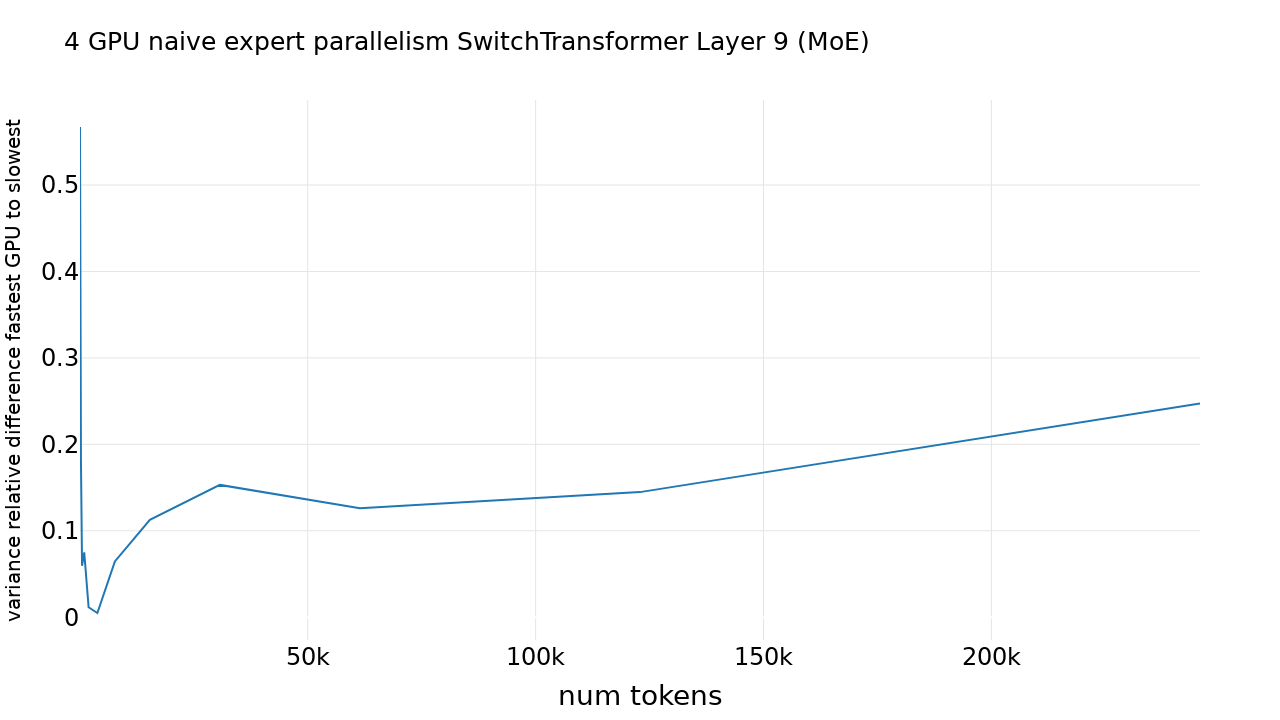 4 GPU naive expert parallelism SwitchTransformer Layer 9 (MoE)
variance relative difference fastest GPU to slowest
0.5
0.4
0.3
0.2
0.1
0
50k
100k
150k
200k
num tokens